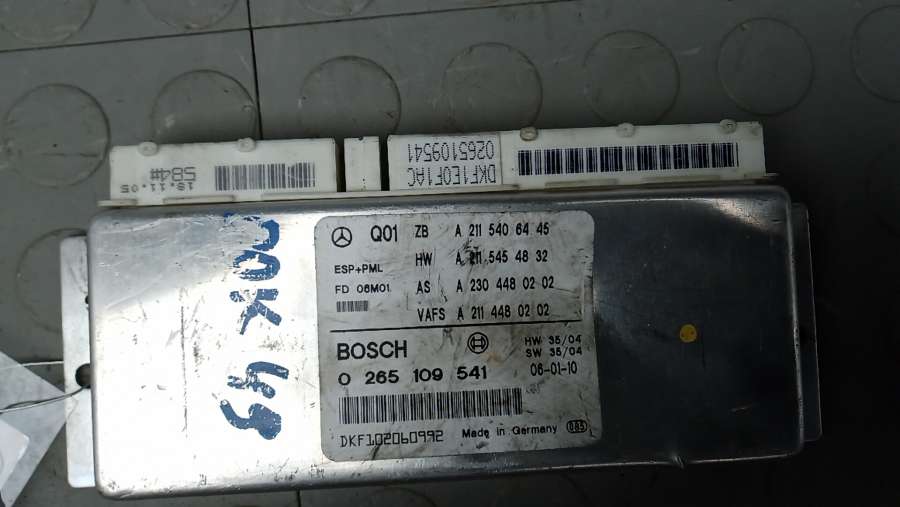 S84#
18.11.05
0265109541
DKF1E0F1AC
Q01 ZB A 211 540 64 45
HW A 211 545 48 32
ESP+PML
FD 06M01 AS A 230 448 02 02
VAFS A 211 448 02 02
BOSCH
HW 35/04
SW 35/04
0 265 109 541 06-01-10
DKF102060992 Made in Germany